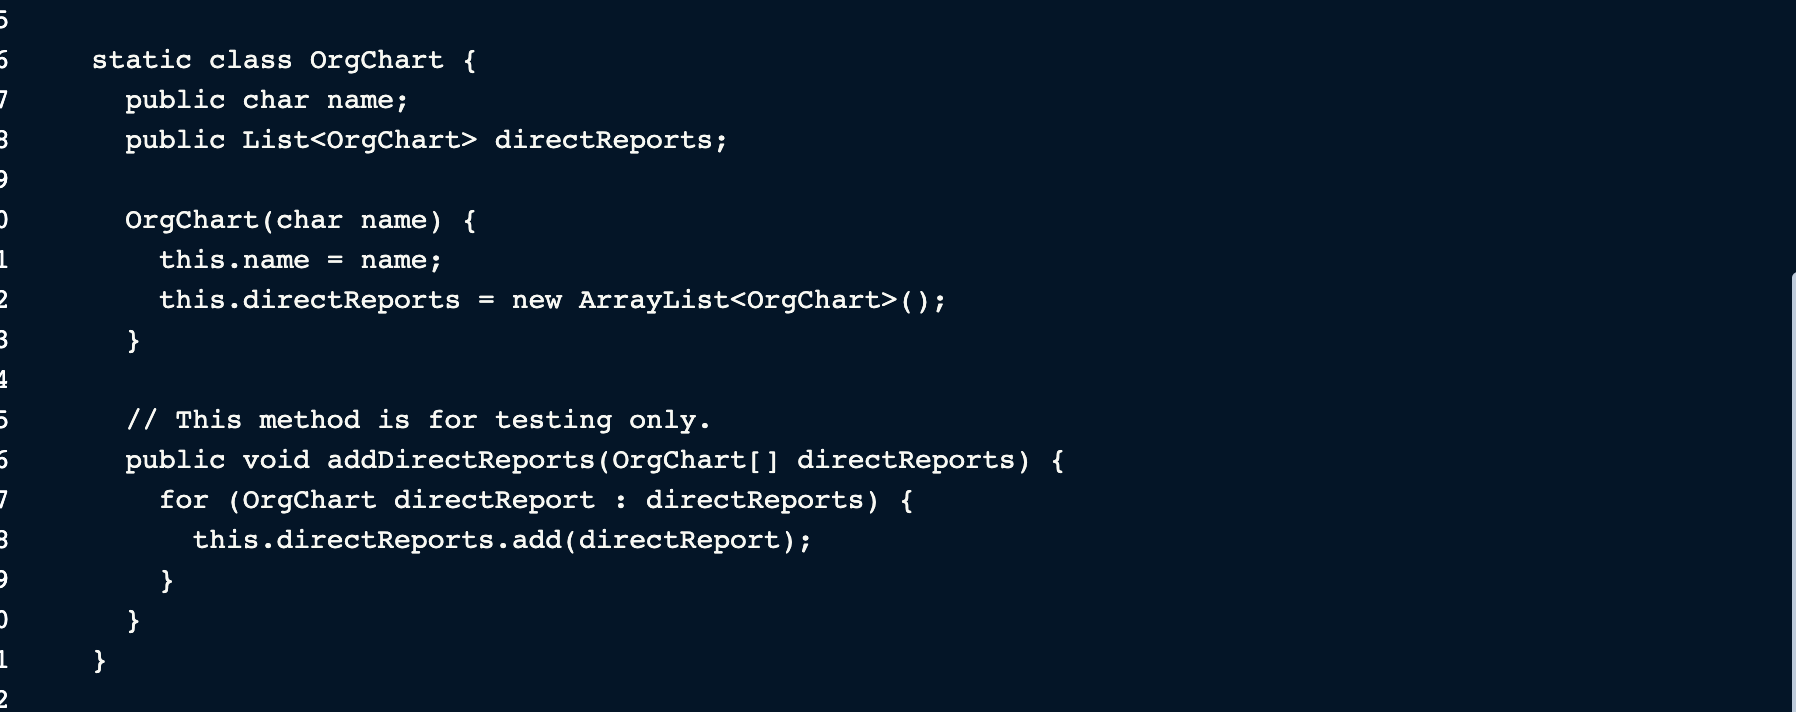 5
6 static class OrgChart {
7 public char name;
8 public List<OrgChart> directReports;
9
0 OrgChart(char name) {
1 this.name = name;
2 this.directReports = new ArrayList<OrgChart>();
3 }
4
5 // This method is for testing only.
6 public void addDirectReports(OrgChart[] directReports) {
7 for (OrgChart directReport : directReports) {
8 this.directReports.add(directReport);
9 }
0 }
1 }
2